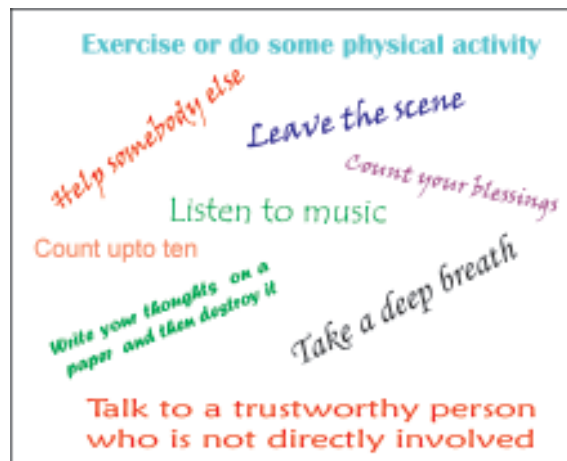 Exercise or do some physical activity
Help somebody else
Leave the scene
Count your blessings
Listen to music
Count upto ten
Write your thoughts on a
paper and then destroy it
Take a deep breath
Talk to a trustworthy person
who is not directly involved